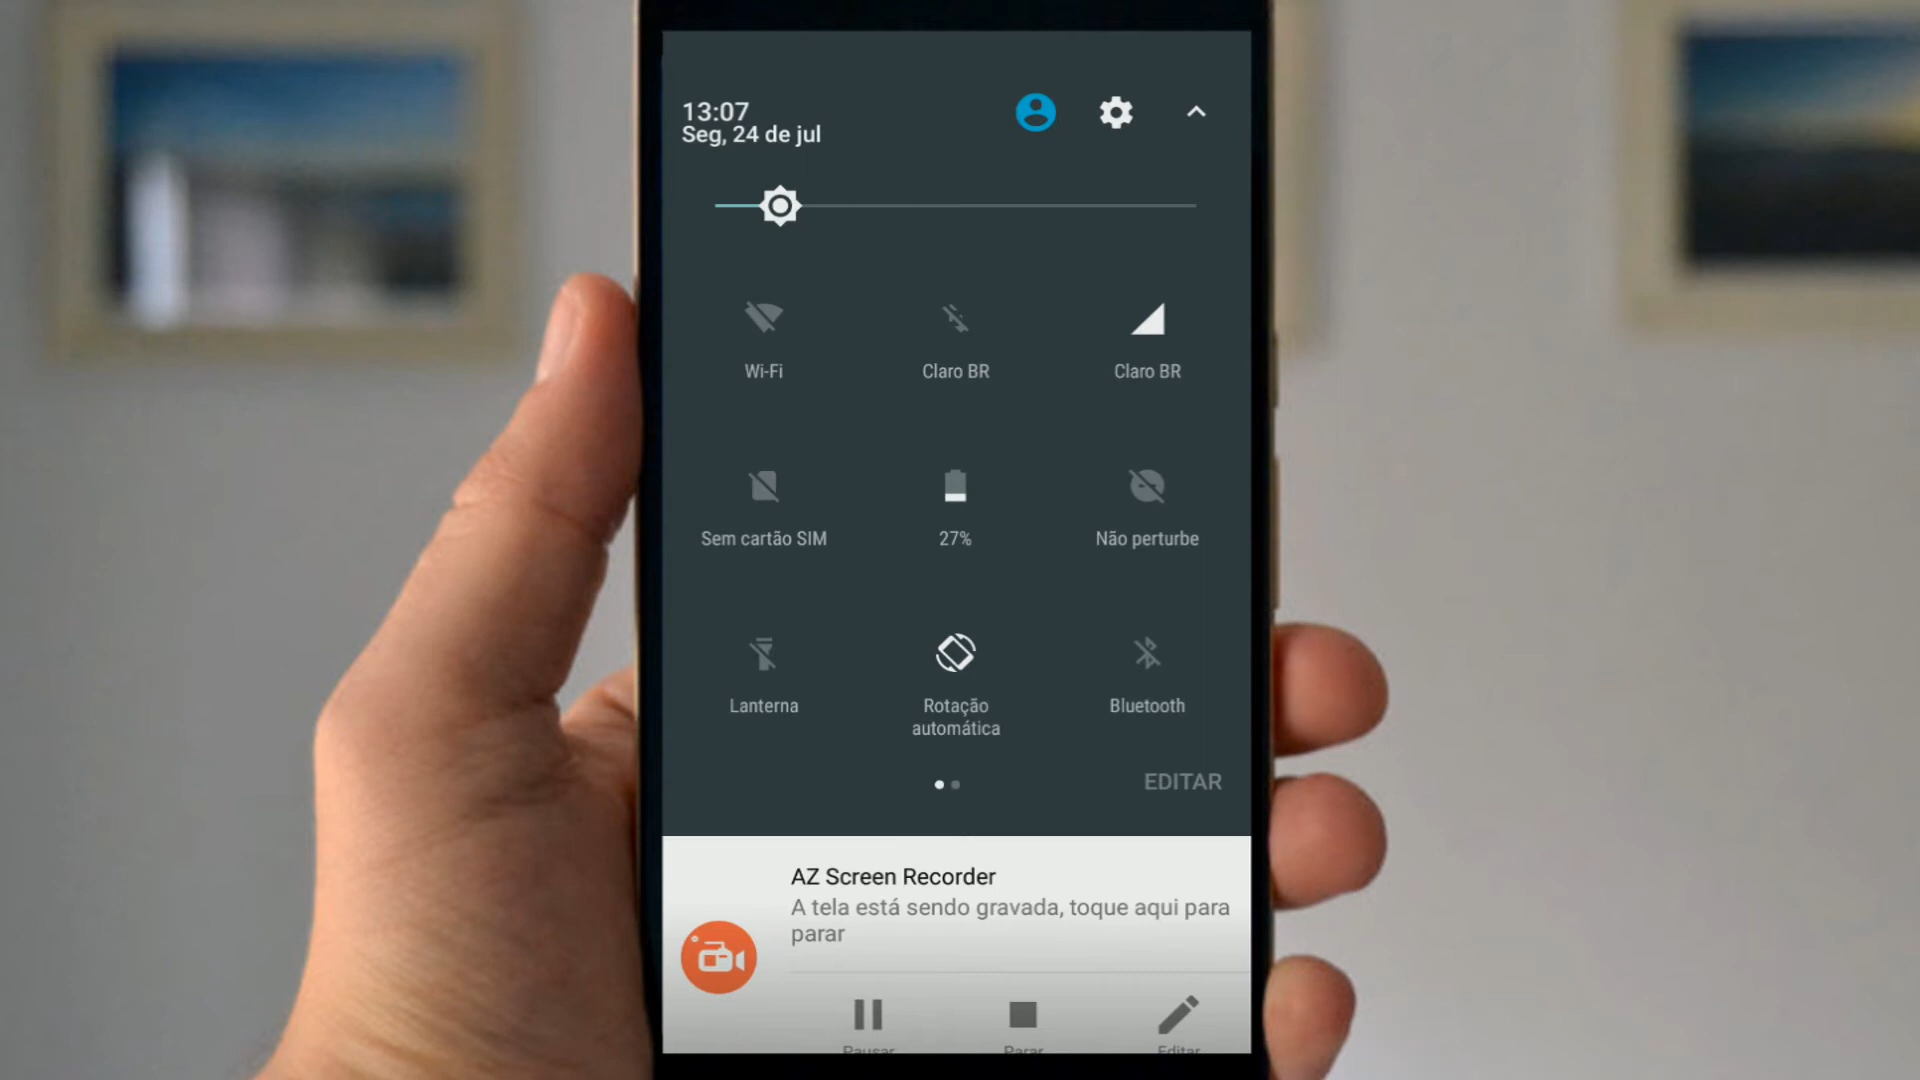 13:07
Seg, 24 de jul
Wi-Fi
Claro BR
Claro BR
Sem cartão SIM
27%
Não perturbe
Lanterna
Rotação
automática
Bluetooth
EDITAR
AZ Screen Recorder
A tela está sendo gravada, toque aqui para
parar
Pausar
Parar
Editar